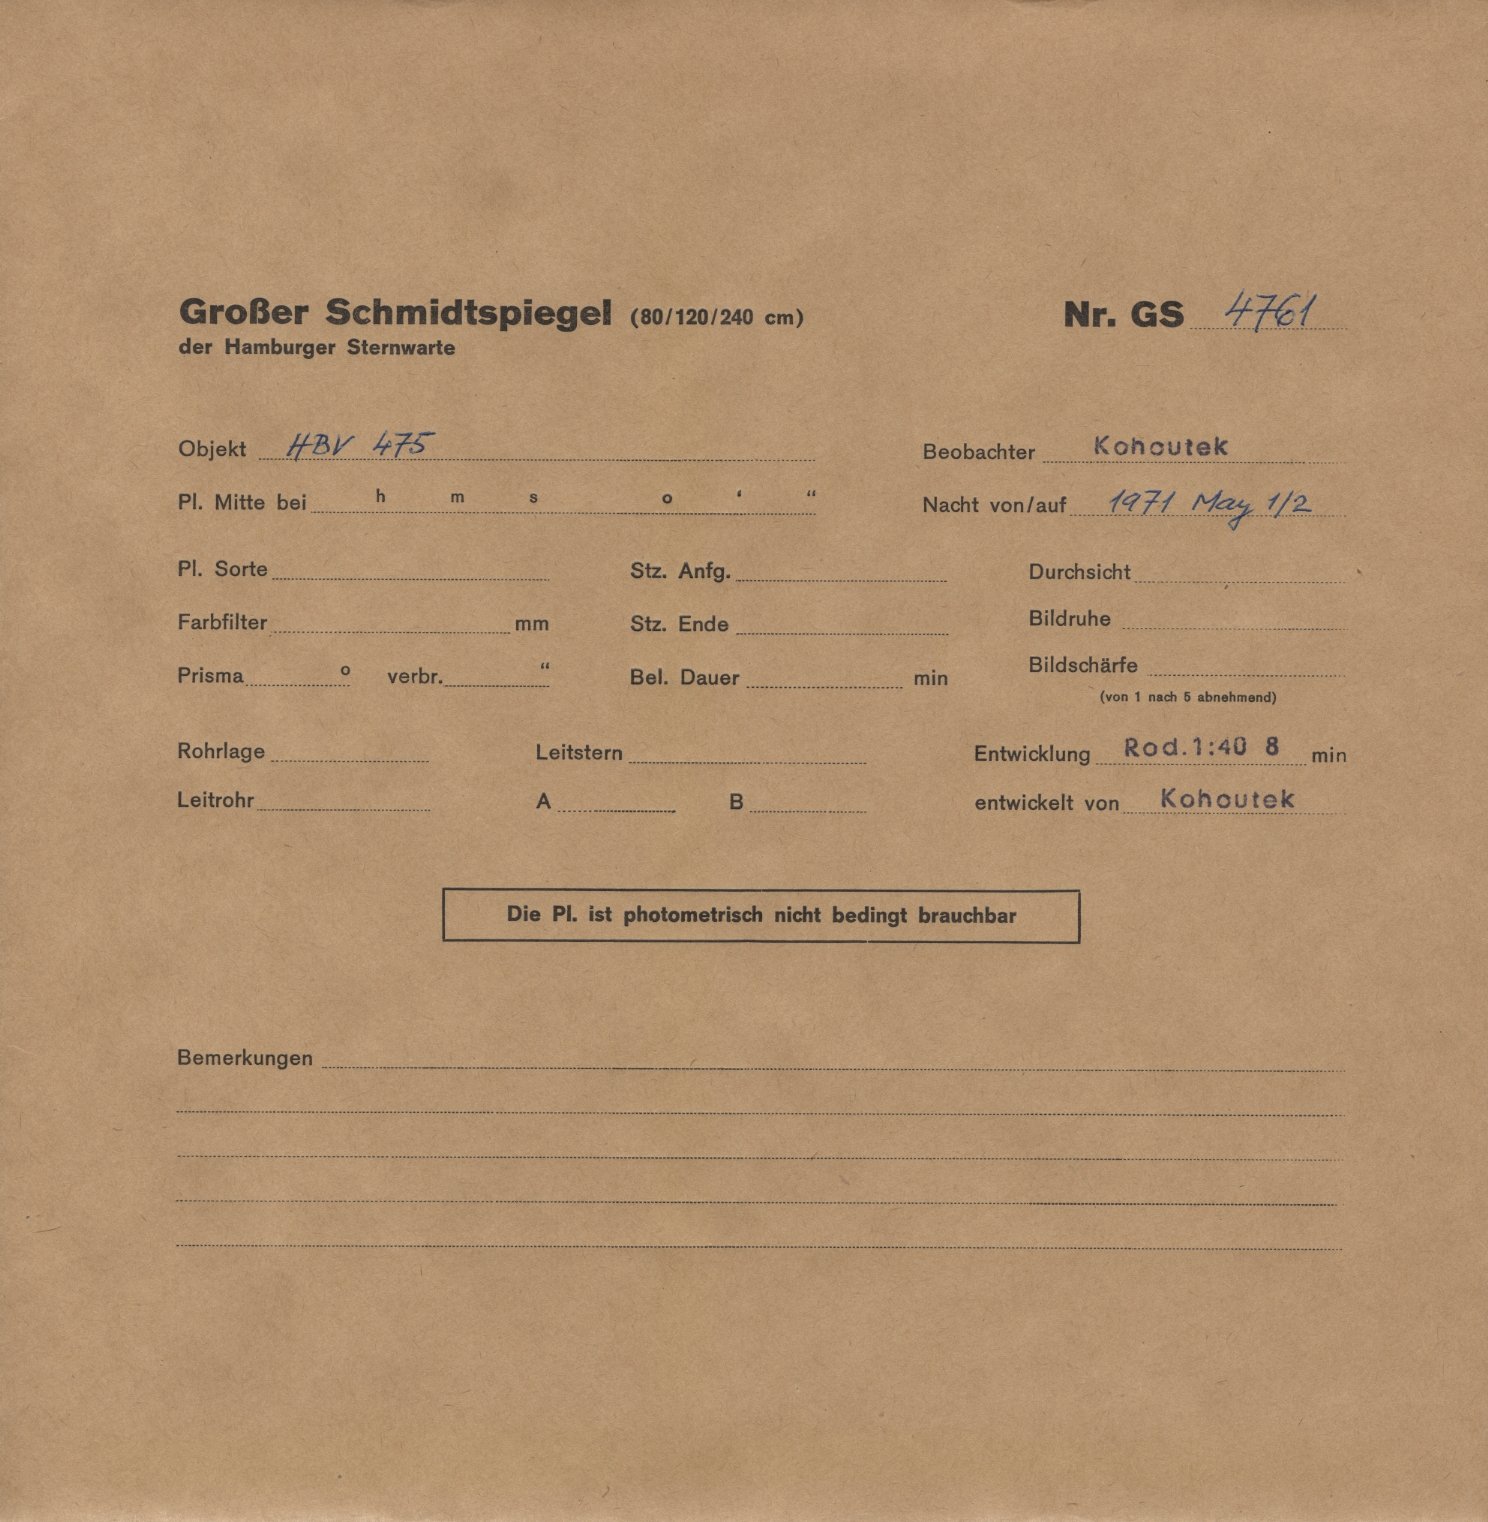 Großer Schmidtspiegel (80/120/240 cm) Nr. GS 4761
der Hamburger Sternwarte
Objekt HBV 475 Beobachter Kohoutek
Pl. Mitte bei h m s o ‘ “ Nacht von/auf 1971 May 1/2
Pl. Sorte Stz. Anfg. Durchsicht
Farbfilter mm Stz. Ende Bildruhe
Prisma o verbr. “ Bel. Dauer min Bildschärfe
(von 1 nach 5 abnehmend)
Rohrlage Leitstern Entwicklung Rod.1:40 8 min
Leitrohr A B entwickelt von Kohoutek
Die Pl. ist photometrisch nicht bedingt brauchbar
Bemerkungen